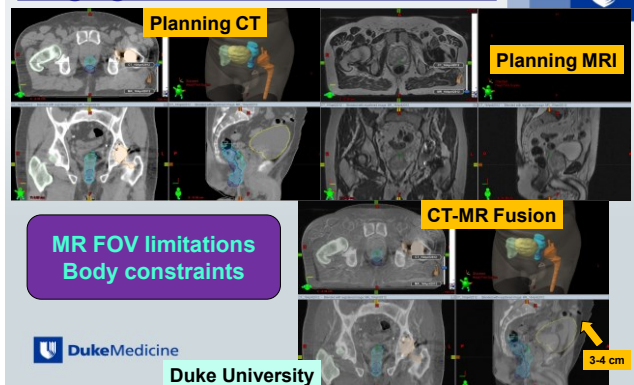 Planning CT
Planning MRI
CT-MR Fusion
MR FOV limitations
Body constraints
3-4 cm
DukeMedicine
Duke University